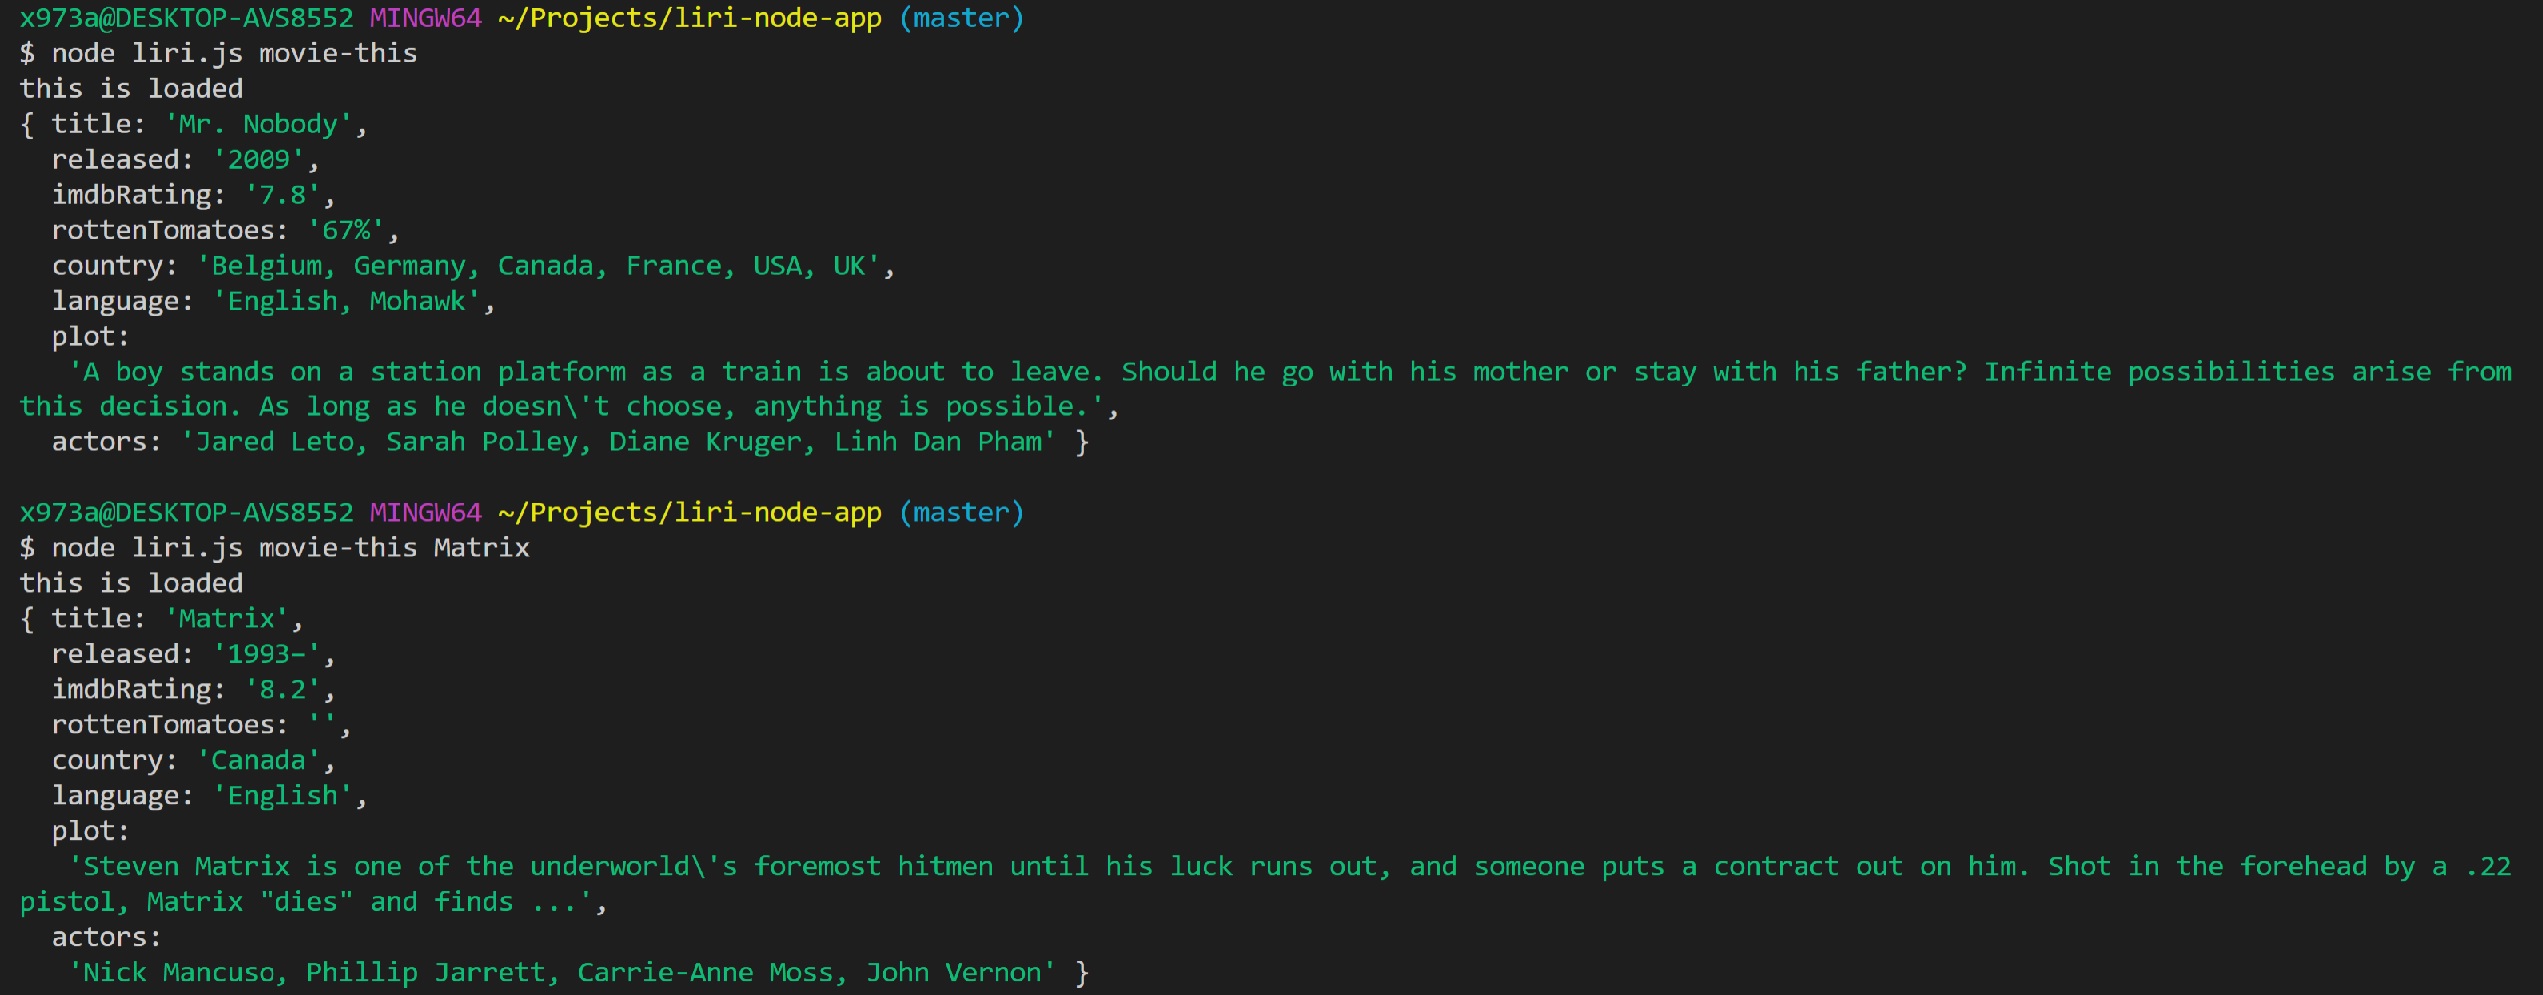 x973a@DESKTOP-AVS8552 MINGW64 ~/Projects/liri-node-app (master)
$ node liri.js movie-this
this is loaded
{ title: 'Mr. Nobody',
  released: '2009',
  imdbRating: '7.8',
  rottenTomatoes: '67%',
  country: 'Belgium, Germany, Canada, France, USA, UK',
  language: 'English, Mohawk',
  plot:
   'A boy stands on a station platform as a train is about to leave. Should he go with his mother or stay with his father? Infinite possibilities arise from
this decision. As long as he doesn\'t choose, anything is possible.',
  actors: 'Jared Leto, Sarah Polley, Diane Kruger, Linh Dan Pham' }

x973a@DESKTOP-AVS8552 MINGW64 ~/Projects/liri-node-app (master)
$ node liri.js movie-this Matrix
this is loaded
{ title: 'Matrix',
  released: '1993–',
  imdbRating: '8.2',
  rottenTomatoes: '',
  country: 'Canada',
  language: 'English',
  plot:
   'Steven Matrix is one of the underworld\'s foremost hitmen until his luck runs out, and someone puts a contract out on him. Shot in the forehead by a .22
pistol, Matrix "dies" and finds ...',
  actors:
   'Nick Mancuso, Phillip Jarrett, Carrie-Anne Moss, John Vernon' }